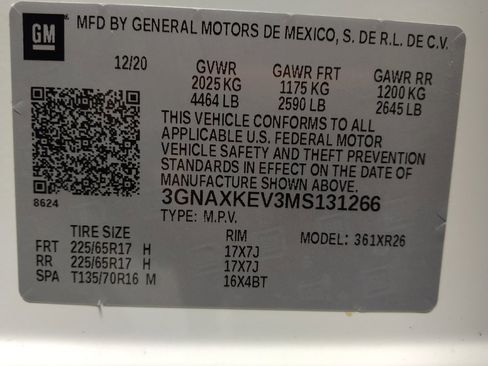 GM
MFD BY GENERAL MOTORS DE MEXICO, S. DE R.L. DE C.V.
12/20 GVWR GAWR FRT GAWR RR
2025 KG 1175 KG 1200 KG
4464 LB 2590 LB 2645 LB
THIS VEHICLE CONFORMS TO ALL
APPLICABLE U.S. FEDERAL MOTOR
VEHICLE SAFETY AND THEFT PREVENTION
STANDARDS IN EFFECT ON THE DATE OF
MANUFACTURE SHOWN ABOVE.
8624
3GNAXKEV3MS131266
TYPE: M.P.V.
TIRE SIZE RIM MODEL: 361XR26
FRT 225/65R17 H 17X7J
RR 225/65R17 H 17X7J
SPA T135/70R16 M 16X4BT